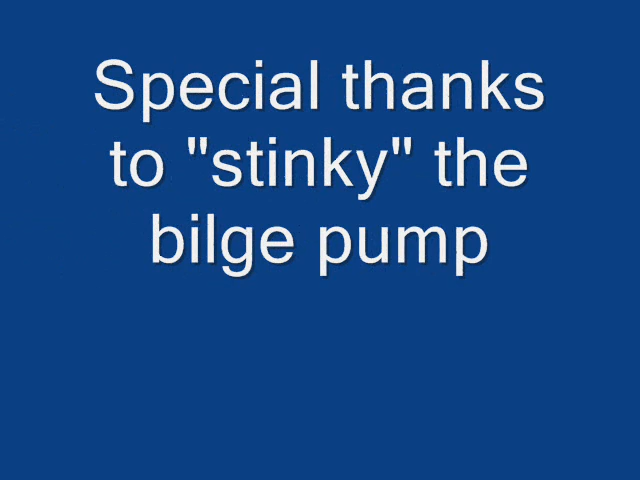 Special thanks
to "stinky" the
bilge pump